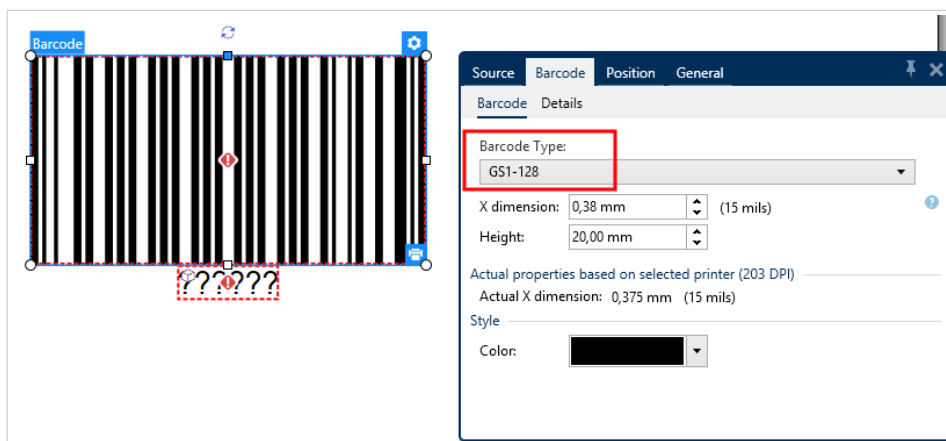 Barcode
??????
Source Barcode Position General
Barcode Details
Barcode Type:
GS1-128
X dimension: 0,38 mm (15 mils)
?
Height: 20,00 mm
Actual properties based on selected printer (203 DPI)
Actual X dimension: 0,375 mm (15 mils)
Style
Color: